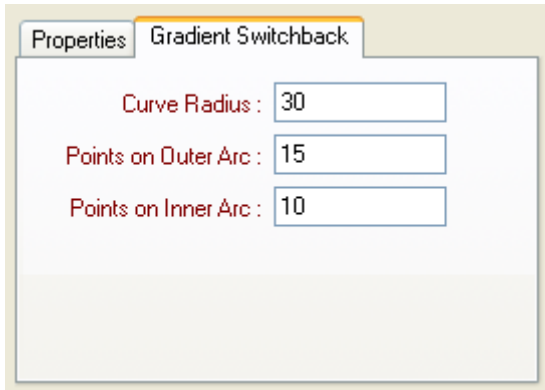 Properties Gradient Switchback
Curve Radius : 30
Points on Outer Arc : 15
Points on Inner Arc : 10